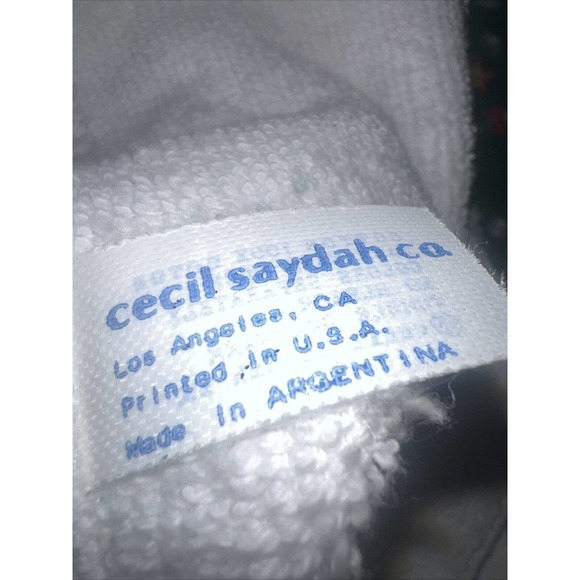 cecil saydah co.
Los Angeles, CA
Printed in U.S.A.
Made in ARGENTINA